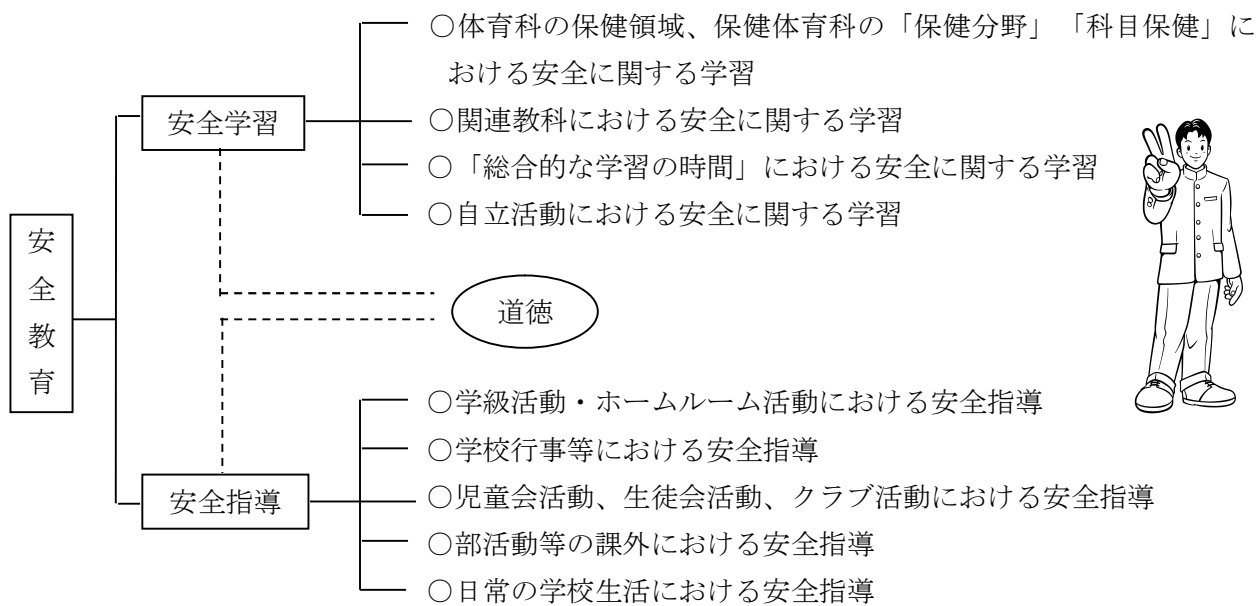 ○体育科の保健領域、保健体育科の「保健分野」「科目保健」に
おける安全に関する学習
安全学習
○関連教科における安全に関する学習
○「総合的な学習の時間」における安全に関する学習
○自立活動における安全に関する学習
安全教育
道徳
○学級活動・ホームルーム活動における安全指導
○学校行事等における安全指導
安全指導
○児童会活動、生徒会活動、クラブ活動における安全指導
○部活動等の課外における安全指導
○日常の学校生活における安全指導